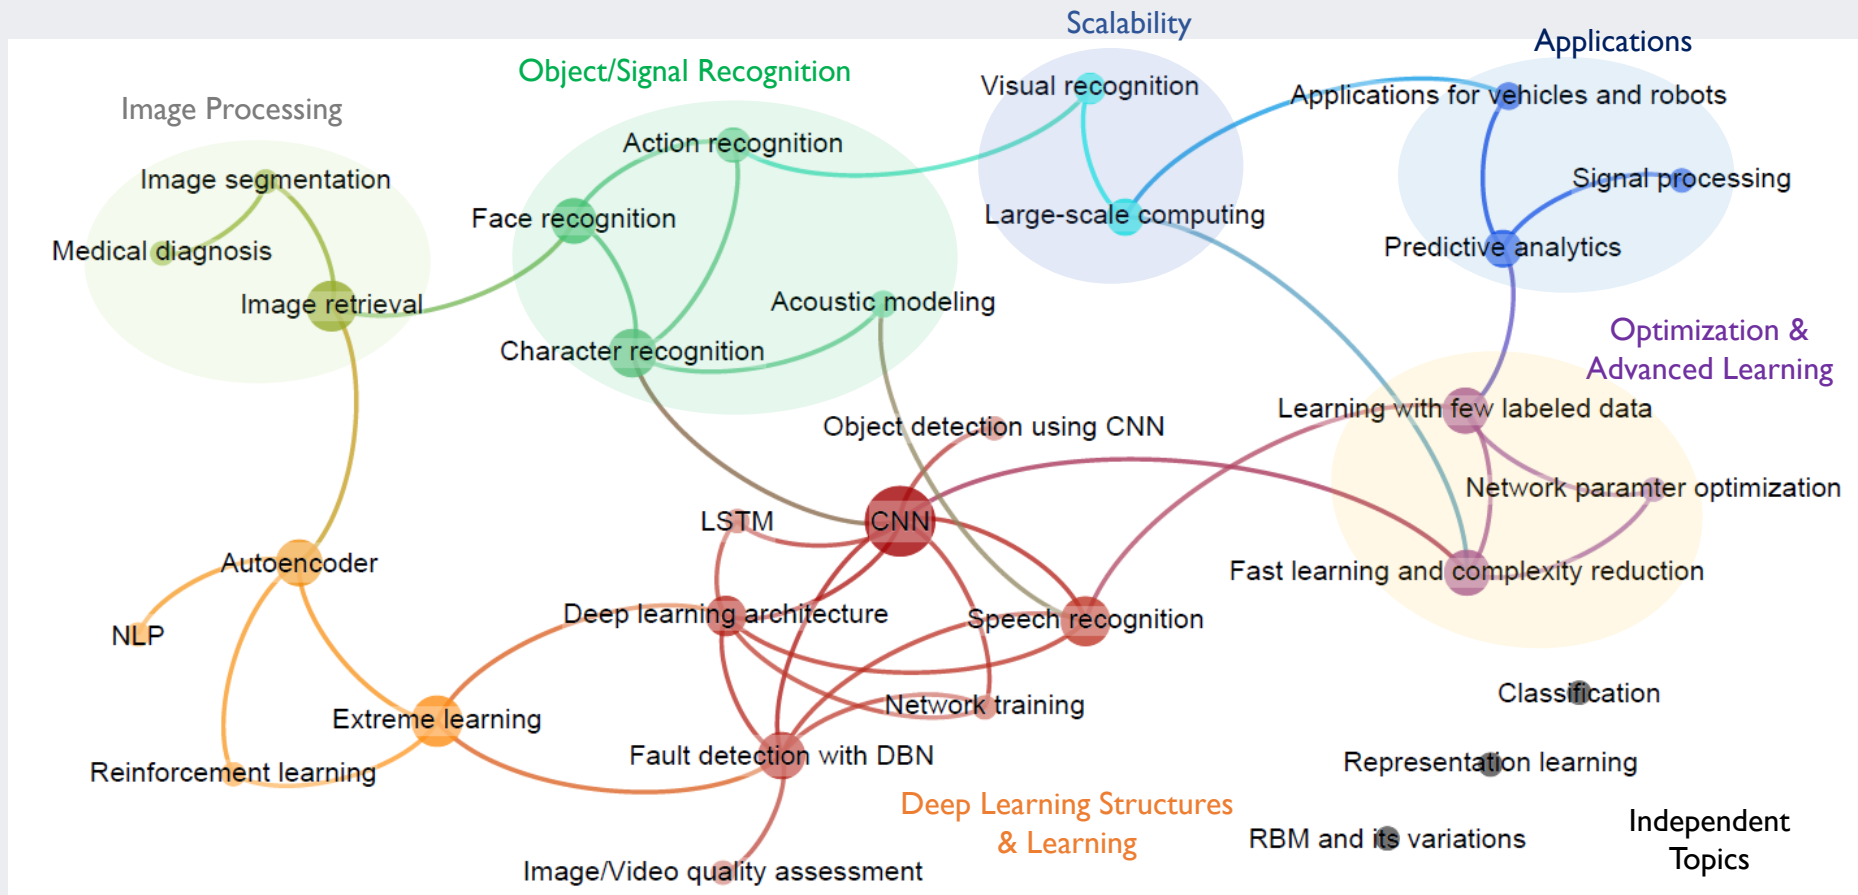 Scalability
Applications
Object/Signal Recognition
Image Processing
Visual recognition
Applications for vehicles and robots
Action recognition
Image segmentation
Signal processing
Face recognition
Large-scale computing
Medical diagnosis
Predictive analytics
Image retrieval
Acoustic modeling
Optimization &
Advanced Learning
Character recognition
Learning with few labeled data
Object detection using CNN
Network paramter optimization
LSTM
CNN
Autoencoder
Fast learning and complexity reduction
Deep learning architecture
Speech recognition
NLP
Classification
Network training
Extreme learning
Fault detection with DBN
Representation learning
Reinforcement learning
Deep Learning Structures
& Learning
Independent
Topics
RBM and its variations
Image/Video quality assessment